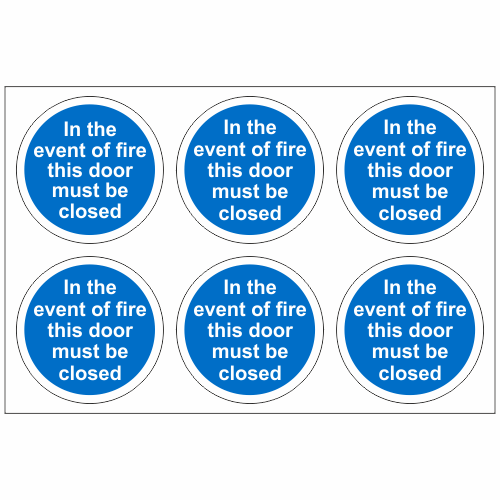 In the
event of fire
this door
must be
closed
In the
event of fire
this door
must be
closed
In the
event of fire
this door
must be
closed
In the
event of fire
this door
must be
closed
In the
event of fire
this door
must be
closed
In the
event of fire
this door
must be
closed